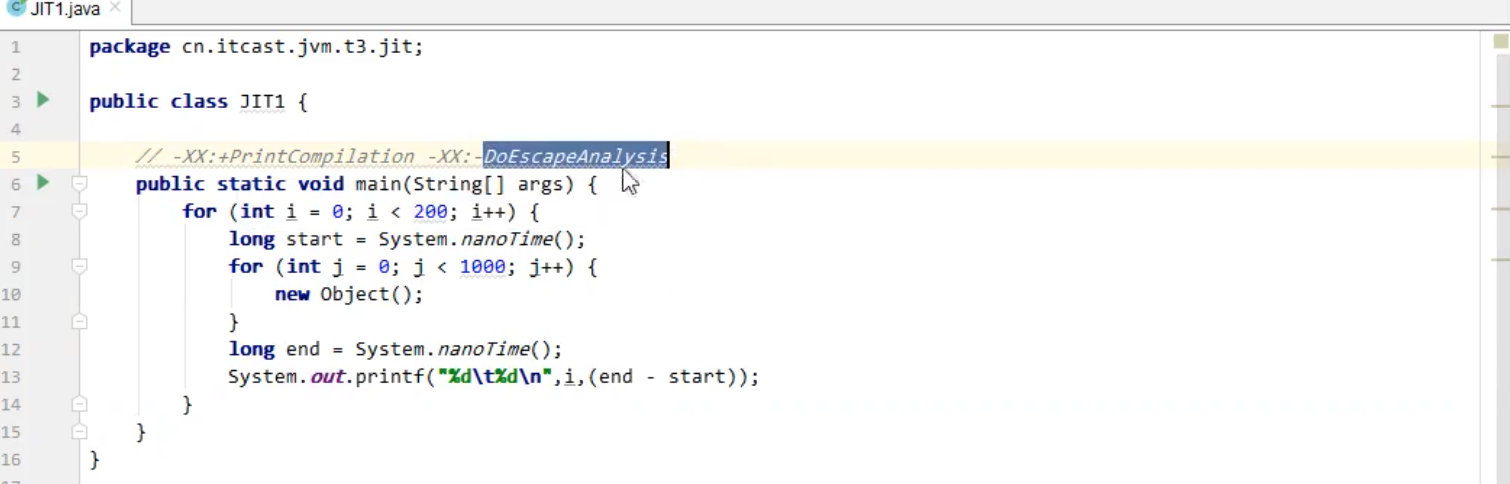 JIT1.java
1 package cn.itcast.jvm.t3.jit;
2
3 public class JIT1 {
4
5 // -XX:+PrintCompilation -XX:-DoEscapeAnalysis
6 public static void main(String[] args) {
7 for (int i = 0; i < 200; i++) {
8 long start = System.nanoTime();
9 for (int j = 0; j < 1000; j++) {
10 new Object();
11 }
12 long end = System.nanoTime();
13 System.out.printf("%d\t%d\n",i,(end - start));
14 }
15 }
16 }